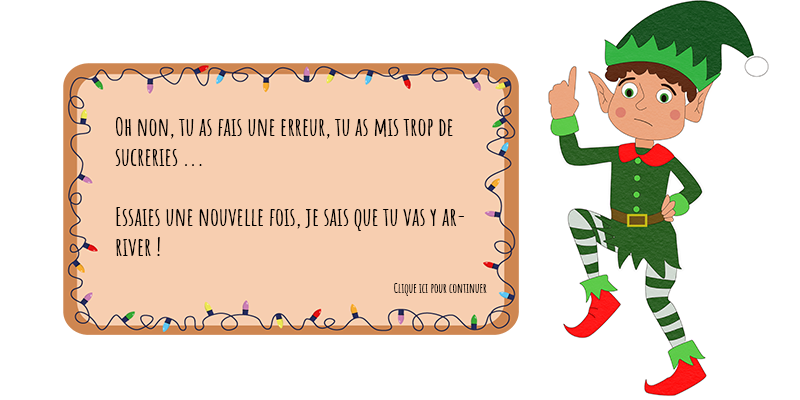 Oh non, tu as fais une erreur, tu as mis trop de
sucreries ...
Essaies une nouvelle fois, je sais que tu vas y ar-
river !
Clique ici pour continuer